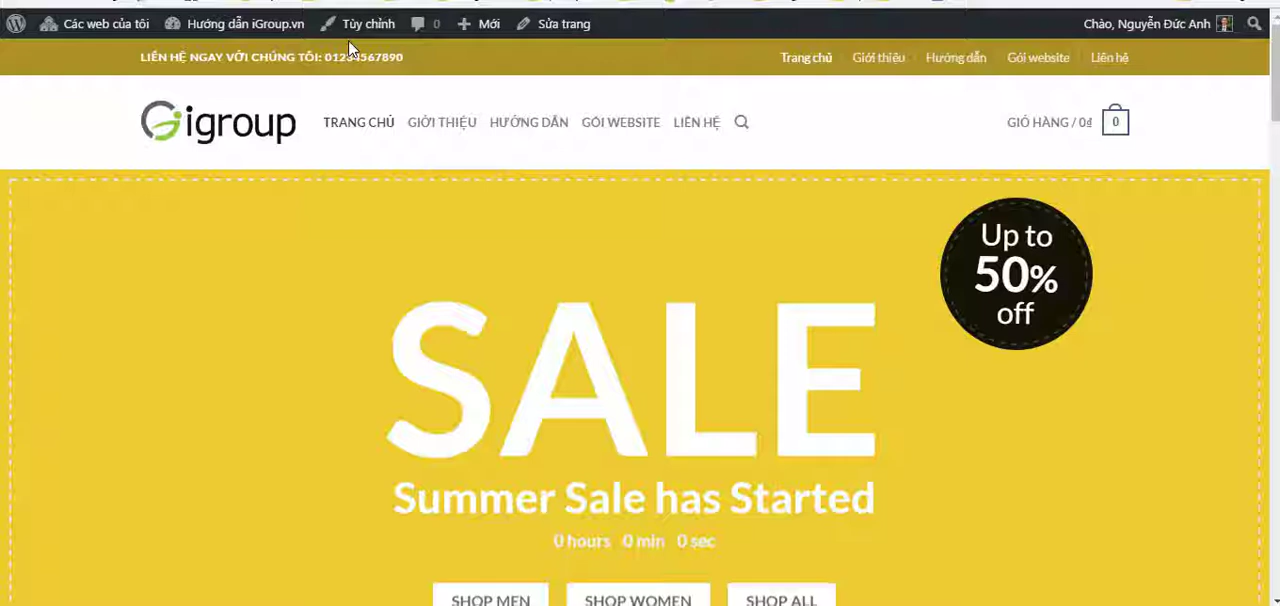 Các web của tôi Hướng dẫn iGroup.vn Tùy chỉnh 0 Mới Sửa trang Chào, Nguyễn Đức Anh
LIÊN HỆ NGAY VỚI CHÚNG TÔI: 01234567890 Trang chủ Giới thiệu Hướng dẫn Gói website Liên hệ
igroup TRANG CHỦ GIỚI THIỆU HƯỚNG DẪN GÓI WEBSITE LIÊN HỆ GIỎ HÀNG / 0₫ 0
Up to
50%
off
SALE
Summer Sale has Started
0 hours 0 min 0 sec
SHOP MEN SHOP WOMEN SHOP ALL